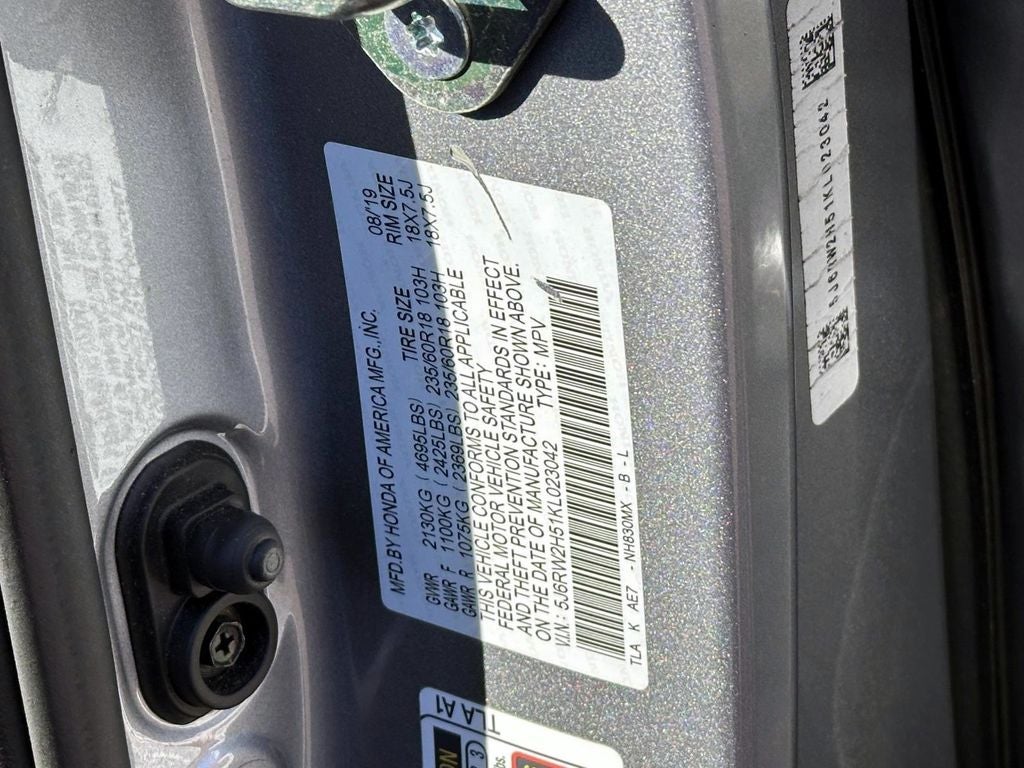 MFD.BY HONDA OF AMERICA MFG.,INC. 08/'19
TIRE SIZE RIM SIZE
GVWR 2130KG ( 4695LBS)
GAWR F 1100KG ( 2425LBS) 235/60R18 103H 18X7.5J
GAWR R 1075KG ( 2369LBS) 235/60R18 103H 18X7.5J
THIS VEHICLE CONFORMS TO ALL APPLICABLE
FEDERAL MOTOR VEHICLE SAFETY
AND THEFT PREVENTION STANDARDS IN EFFECT
ON THE DATE OF MANUFACTURE SHOWN ABOVE.
V.I.N.: 5J6RW2H51KL023042 TYPE: MPV
TLA K AE7 -NH830MX -B -L
5J6RW2H51KL023042
TLA A1